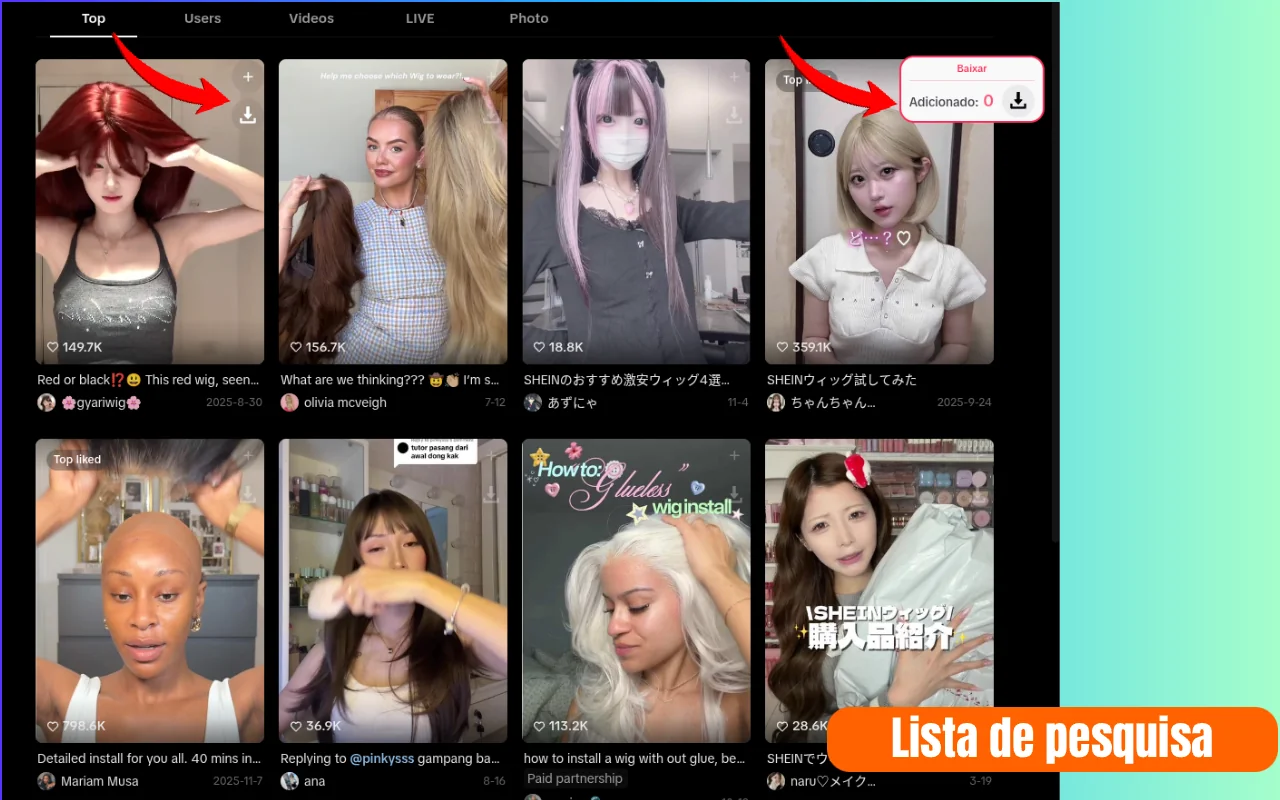 Top
Users
Videos
LIVE
Photo
Baixar
Adicionado: 0
Help me choose which Wig to wear?!
ど…？♡
149.7K
156.7K
18.8K
359.1K
Red or black⁉️😃 This red wig, seen...
What are we thinking??? 🤠👏🏼 I'm s...
SHEINのおすすめ激安ウィッグ4選...
SHEINウィッグ試してみた
🌸gyariwig🌸
2025-8-30
olivia mcveigh
7-12
あずにゃ
11-4
ちゃんちゃん...
2025-9-24
Top liked
tutor pasang dari
awal dong kak
How to:
Glueless
wig install
\SHEINウィッグ/
購入品紹介
798.6K
36.9K
113.2K
28.6K
Lista de pesquisa
Detailed install for you all. 40 mins in...
Replying to @pinkysss gampang ba...
how to install a wig with out glue, be...
SHEINでウ
Paid partnership
Mariam Musa
2025-11-7
ana
8-16
naru♡メイク...
3-19